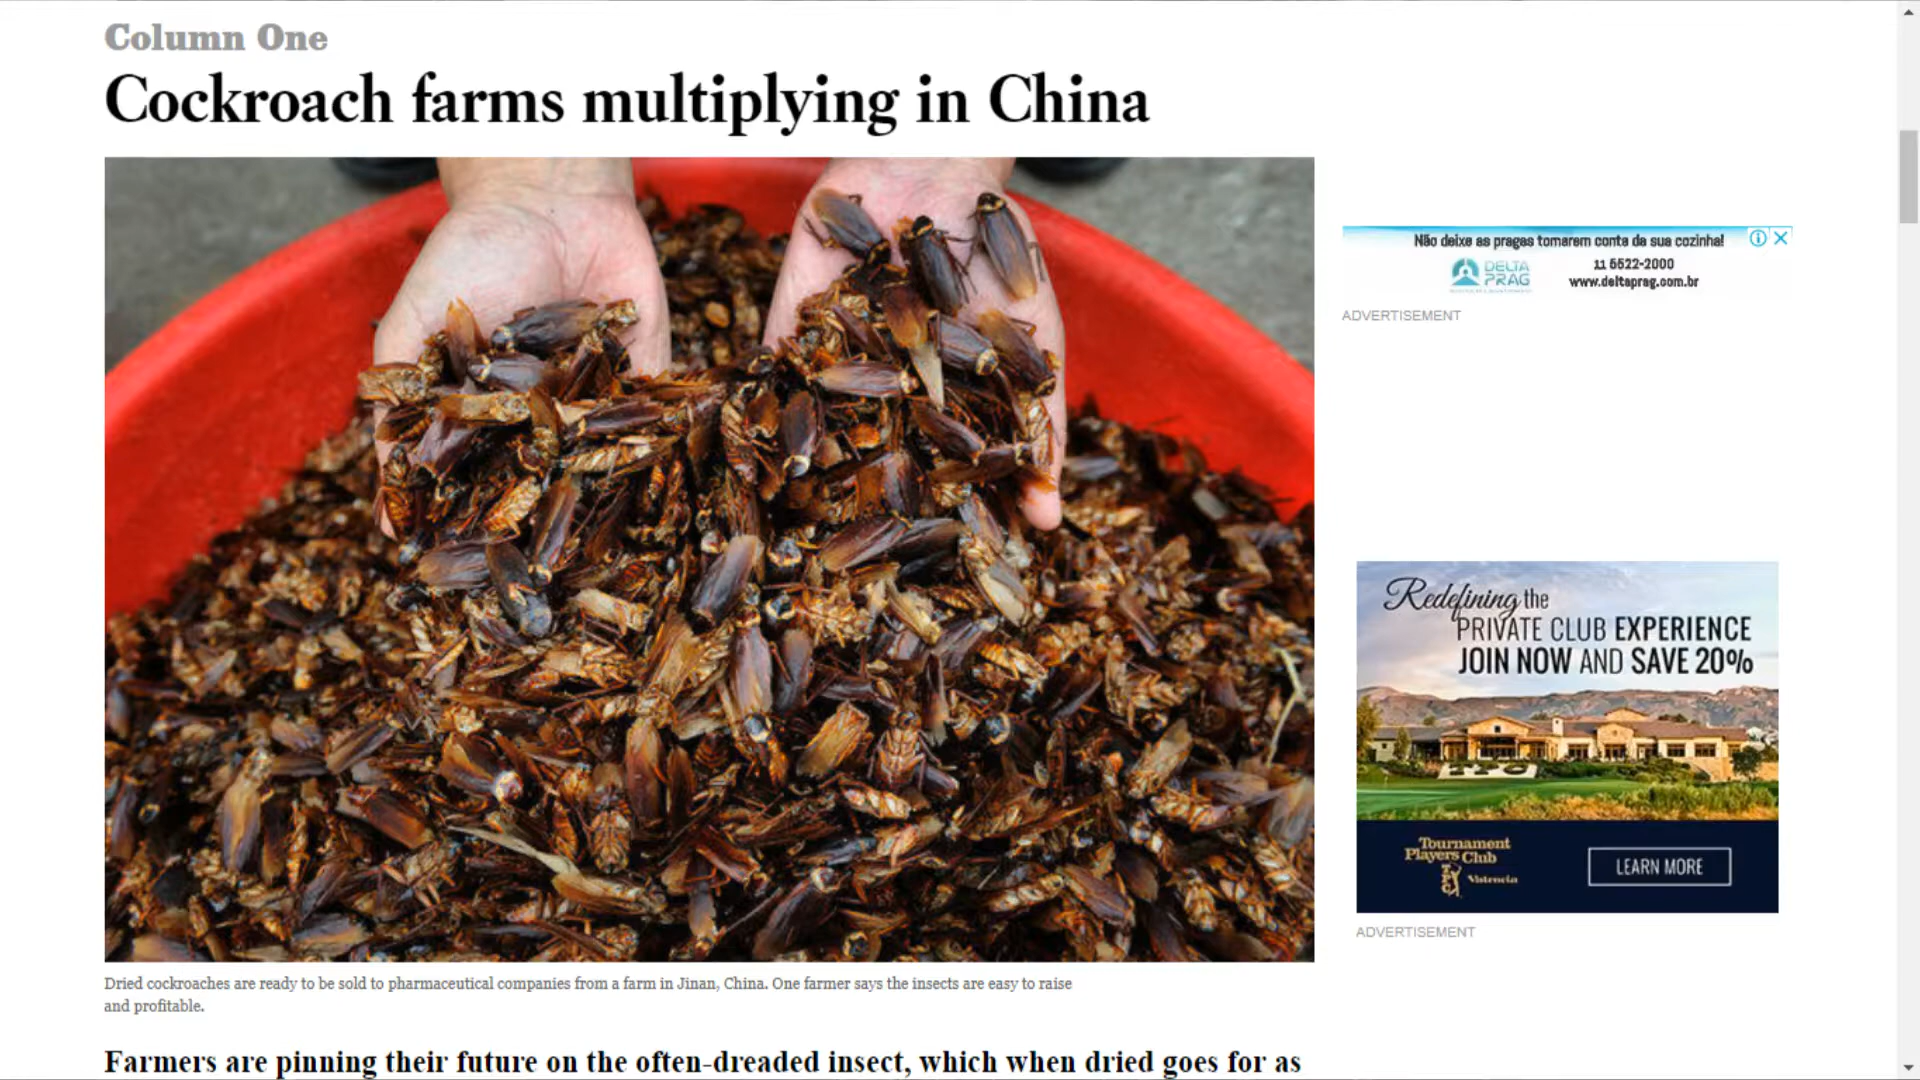 Column One
Cockroach farms multiplying in China
Não deixe as pragas tomarem conta da sua cozinha!
DELTA
PRAG
11 5522-2000
www.deltaprag.com.br
ADVERTISEMENT
Redefining the
PRIVATE CLUB EXPERIENCE
JOIN NOW AND SAVE 20%
TPC
Tournament
Players Club
TPC
Valencia
LEARN MORE
ADVERTISEMENT
Dried cockroaches are ready to be sold to pharmaceutical companies from a farm in Jinan, China. One farmer says the insects are easy to raise
and profitable.
Farmers are pinning their future on the often-dreaded insect, which when dried goes for as